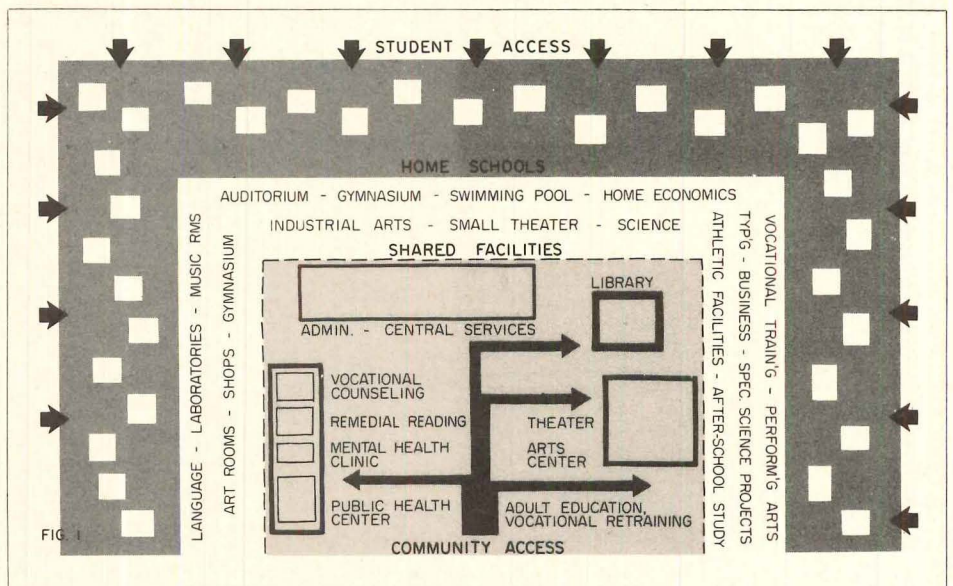 STUDENT ACCESS
HOME SCHOOLS
AUDITORIUM - GYMNASIUM - SWIMMING POOL - HOME ECONOMICS
INDUSTRIAL ARTS - SMALL THEATER - SCIENCE
SHARED FACILITIES
LANGUAGE - LABORATORIES - MUSIC RMS
ART ROOMS - SHOPS - GYMNASIUM
ADMIN. - CENTRAL SERVICES
LIBRARY
VOCATIONAL
COUNSELING
REMEDIAL READING
MENTAL HEALTH
CLINIC
PUBLIC HEALTH
CENTER
THEATER
ARTS
CENTER
ADULT EDUCATION,
VOCATIONAL RETRAINING
COMMUNITY ACCESS
ATHLETIC FACILITIES - AFTER-SCHOOL STUDY
TYP'G - BUSINESS - SPEC. SCIENCE PROJECTS
VOCATIONAL TRAIN'G - PERFORM'G ARTS
FIG. 1